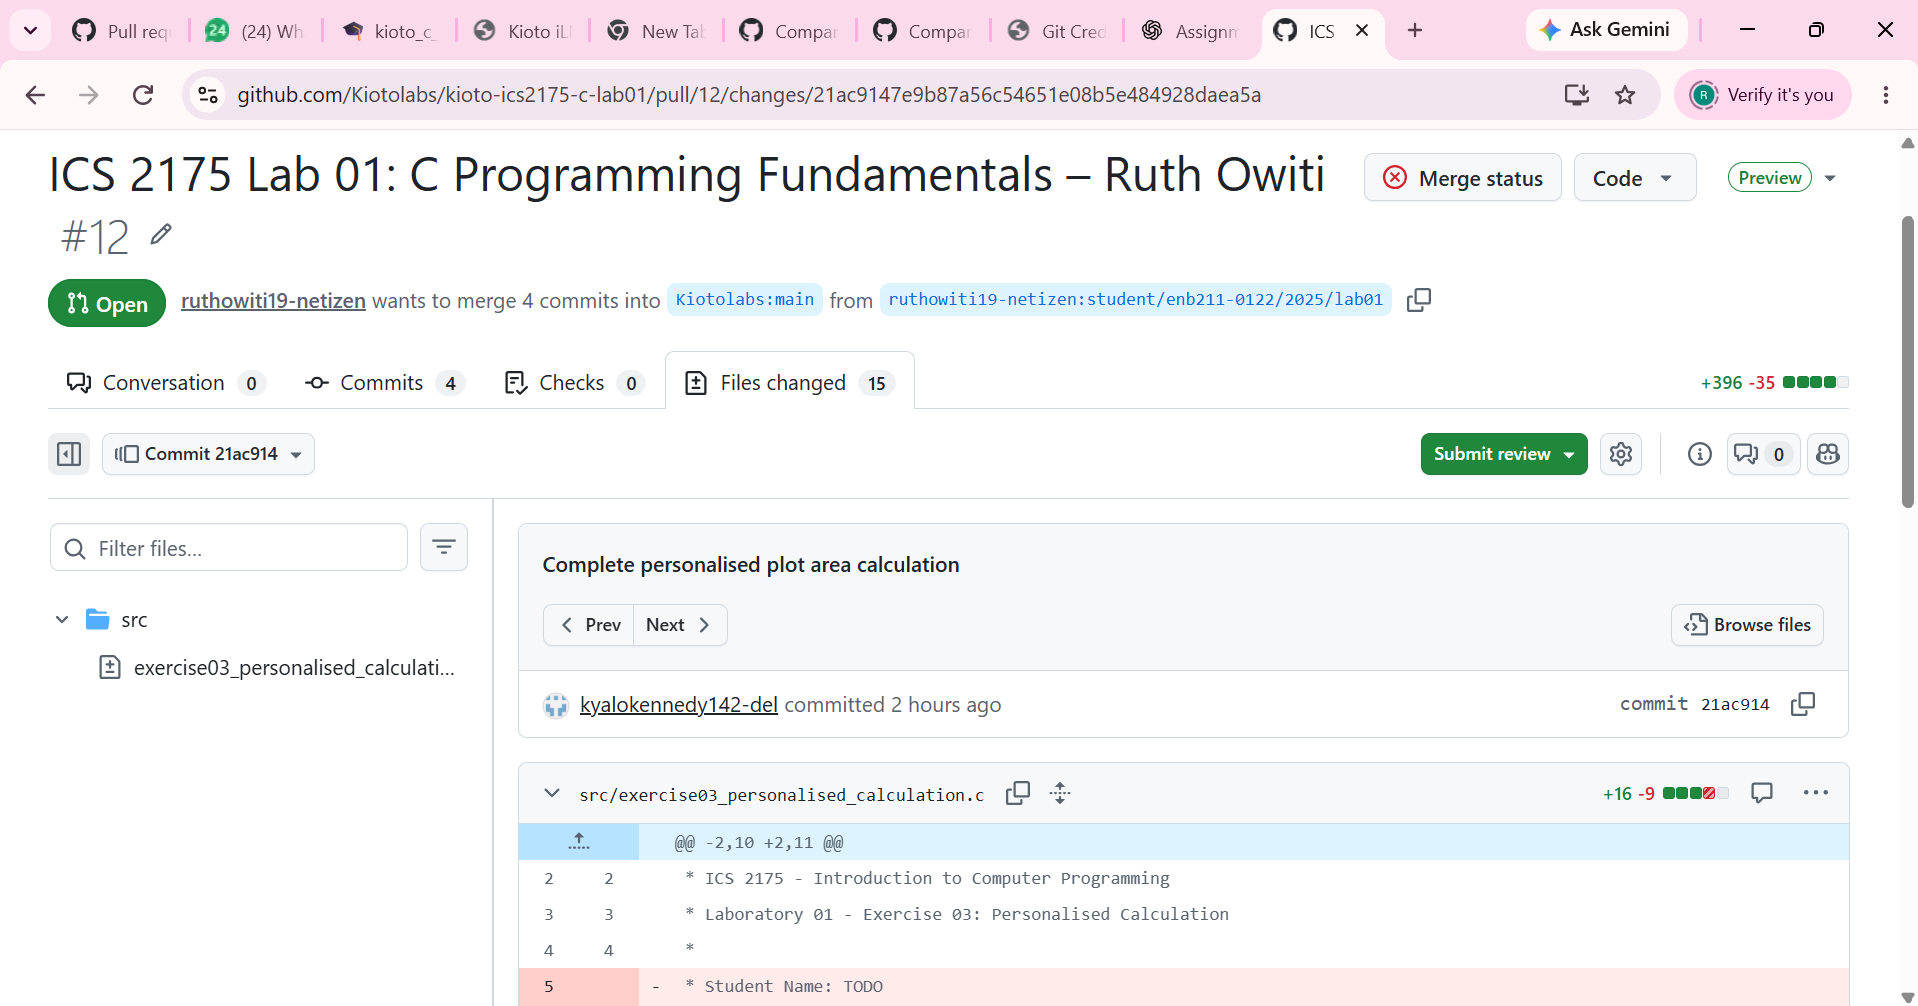 Pull req
24 (24) Wh
kioto_c_
Kioto iLl
New Tab
Compar
Compar
Git Cred
Assignm
ICS
Ask Gemini
github.com/Kiotolabs/kioto-ics2175-c-lab01/pull/12/changes/21ac9147e9b87a56c54651e08b5e484928daea5a
R Verify it's you
ICS 2175 Lab 01: C Programming Fundamentals – Ruth Owiti
#12
Merge status
Code
Preview
Open
ruthowiti19-netizen wants to merge 4 commits into Kiotolabs:main from ruthowiti19-netizen:student/enb211-0122/2025/lab01
Conversation 0
Commits 4
Checks 0
Files changed 15
+396 -35
Commit 21ac914
Submit review
0
Filter files...
src
exercise03_personalised_calculati...
Complete personalised plot area calculation
Prev
Next
Browse files
kyalokennedy142-del committed 2 hours ago
commit 21ac914
src/exercise03_personalised_calculation.c
+16 -9
@@ -2,10 +2,11 @@
2 2 * ICS 2175 - Introduction to Computer Programming
3 3 * Laboratory 01 - Exercise 03: Personalised Calculation
4 4 *
5 - * Student Name: TODO